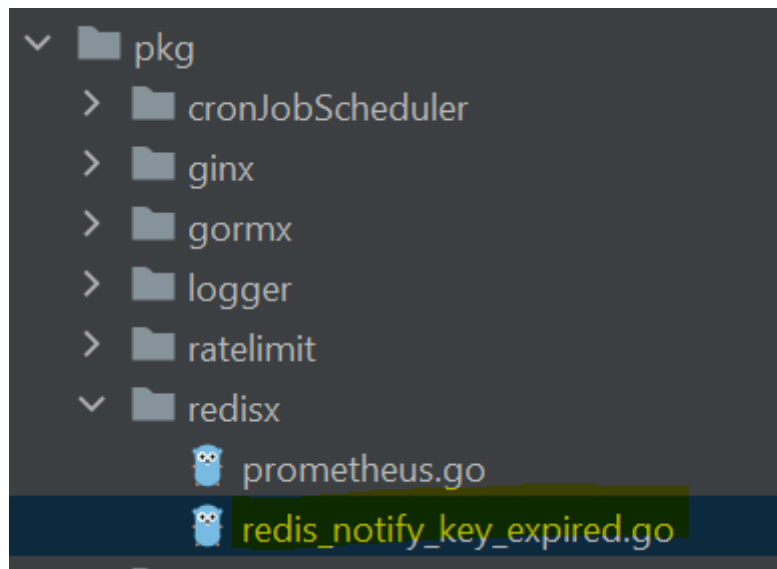 pkg
cronJobScheduler
ginx
gormx
logger
ratelimit
redisx
prometheus.go
redis_notify_key_expired.go